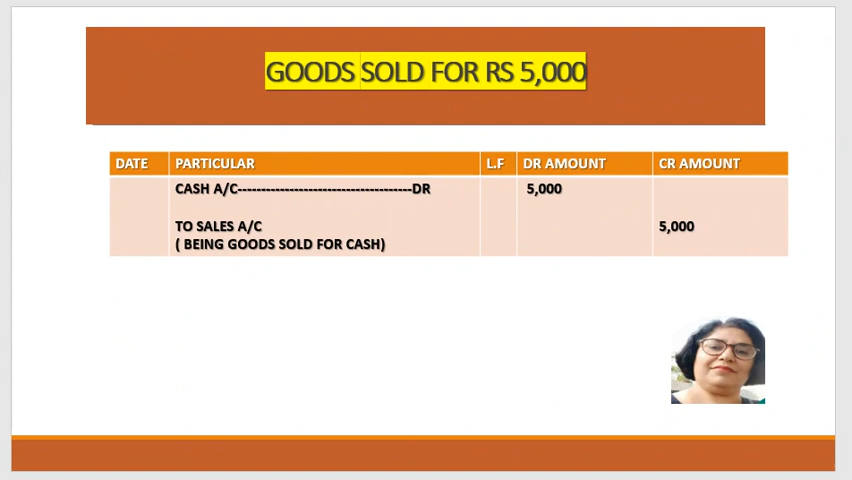 GOODS SOLD FOR RS 5,000
DATE PARTICULAR L.F DR AMOUNT CR AMOUNT
CASH A/C-------------------------------------DR 5,000
TO SALES A/C 5,000
( BEING GOODS SOLD FOR CASH)